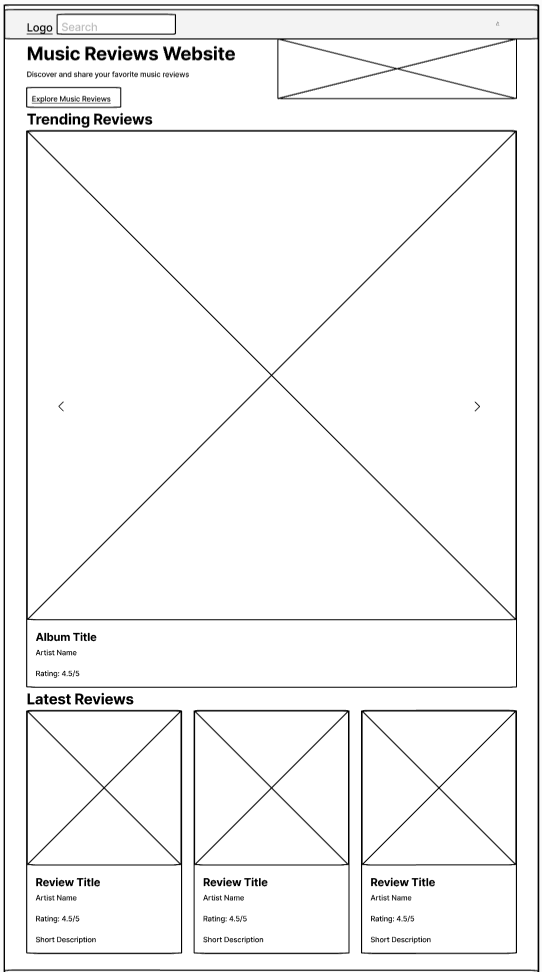 Logo
Search
Music Reviews Website
Discover and share your favorite music reviews
Explore Music Reviews
Trending Reviews
Album Title
Artist Name
Rating: 4.5/5
Latest Reviews
Review Title
Artist Name
Rating: 4.5/5
Short Description
Review Title
Artist Name
Rating: 4.5/5
Short Description
Review Title
Artist Name
Rating: 4.5/5
Short Description